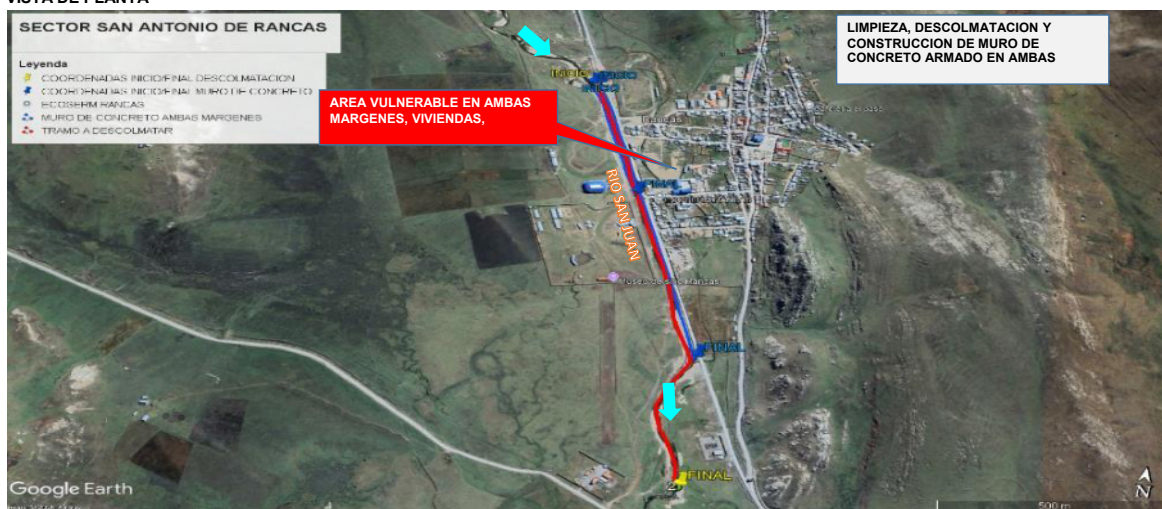 VISTA DE PLANTA
SECTOR SAN ANTONIO DE RANCAS
Leyenda
COORDENADAS INICIO/FINAL DESCOLMATACION
COORDENADAS INICIO/FINAL MURO DE CONCRETO
ECOSERM RANCAS
MURO DE CONCRETO AMBAS MARGENES
TRAMO A DESCOLMATAR
LIMPIEZA, DESCOLMATACION Y
CONSTRUCCION DE MURO DE
CONCRETO ARMADO EN AMBAS
AREA VULNERABLE EN AMBAS
MARGENES, VIVIENDAS,
INICIO
INICIO
INICIO
Rancas
FINAL
RIO SAN JUAN
FINAL
FINAL
Google Earth
500 m
N